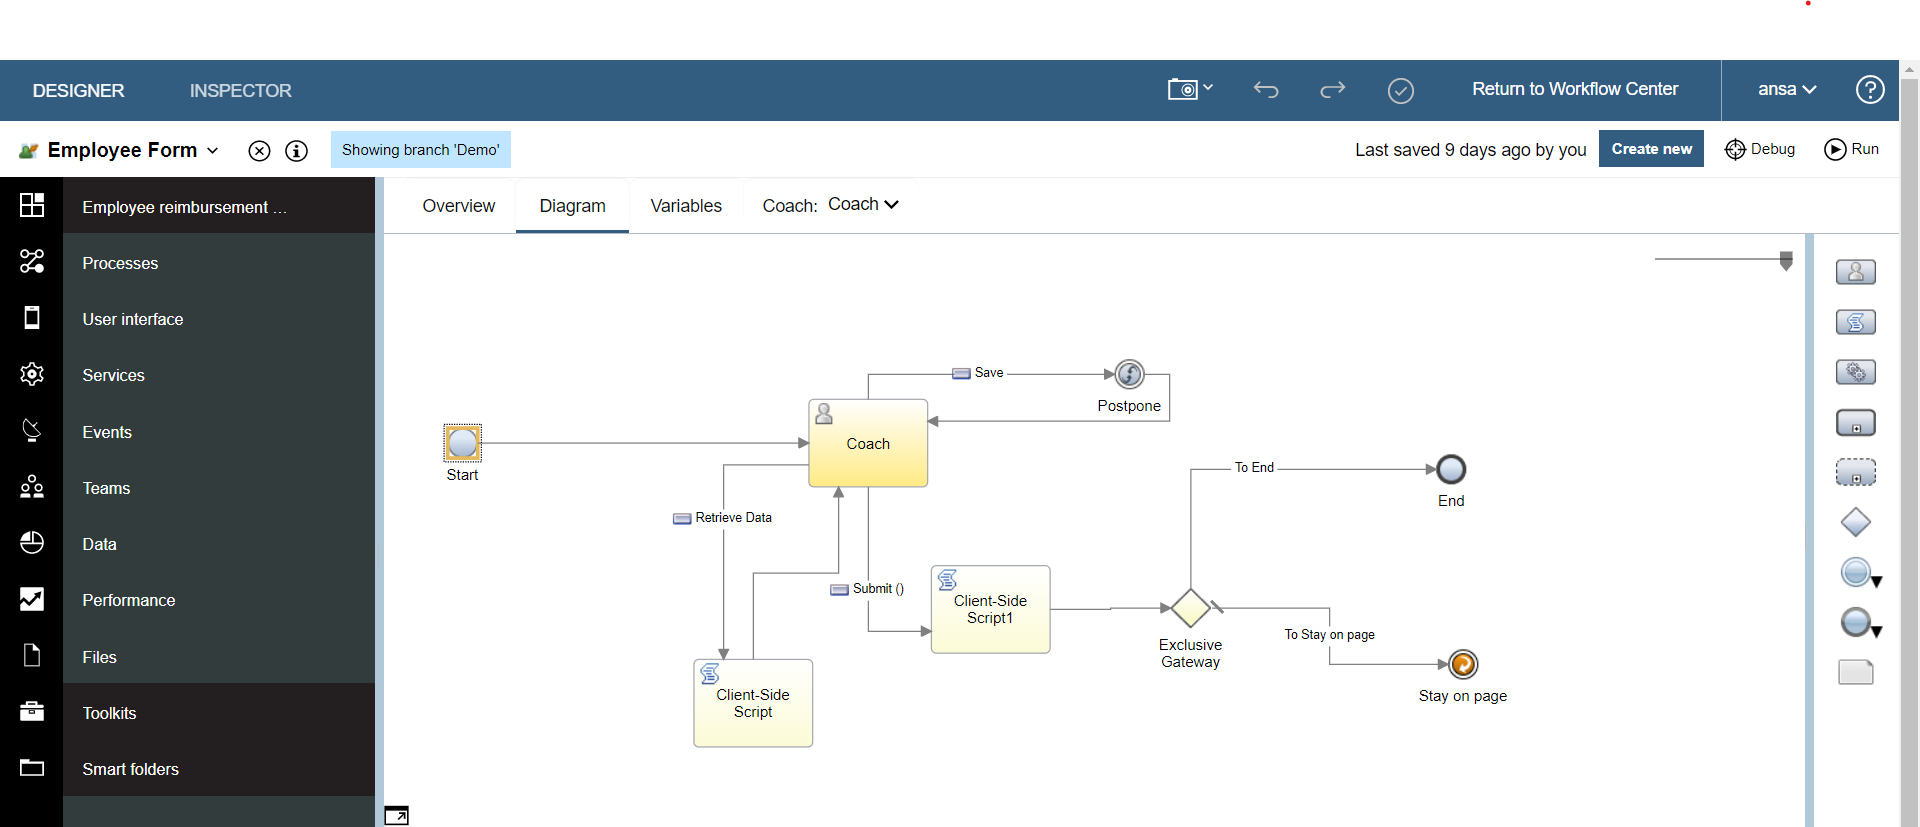 DESIGNER
INSPECTOR
Return to Workflow Center
ansa
Employee Form
Showing branch 'Demo'
Last saved 9 days ago by you
Create new
Debug
Run
Employee reimbursement ...
Processes
User interface
Services
Events
Teams
Data
Performance
Files
Toolkits
Smart folders
Overview
Diagram
Variables
Coach: Coach
Save
Postpone
Coach
Start
To End
End
Retrieve Data
Submit ()
Client-Side
Script1
Exclusive
Gateway
To Stay on page
Stay on page
Client-Side
Script